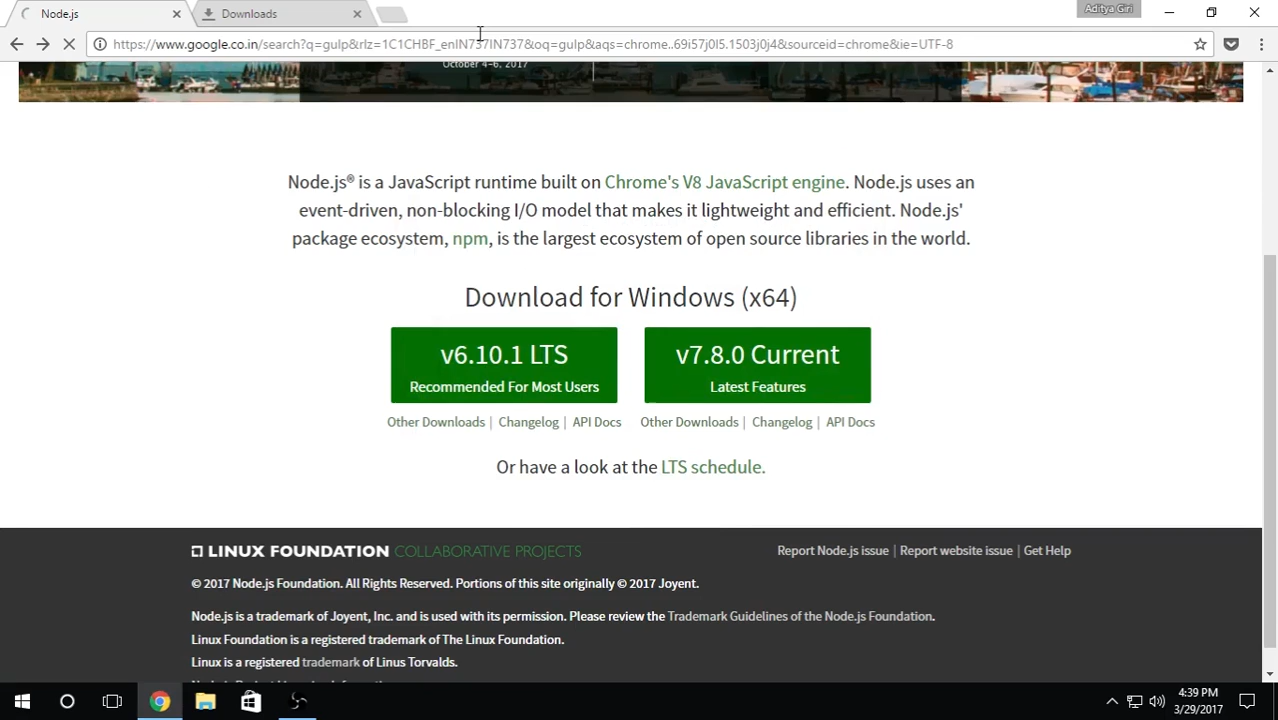 Node.js
Downloads
Aditya Giri
https://www.google.co.in/search?q=gulp&rlz=1C1CHBF_enIN737IN737&oq=gulp&aqs=chrome..69i57j0l5.1503j0j4&sourceid=chrome&ie=UTF-8
October 4-6, 2017
Node.js® is a JavaScript runtime built on Chrome's V8 JavaScript engine. Node.js uses an
event-driven, non-blocking I/O model that makes it lightweight and efficient. Node.js'
package ecosystem, npm, is the largest ecosystem of open source libraries in the world.
Download for Windows (x64)
v6.10.1 LTS
Recommended For Most Users
v7.8.0 Current
Latest Features
Other Downloads | Changelog | API Docs
Other Downloads | Changelog | API Docs
Or have a look at the LTS schedule.
LINUX FOUNDATION COLLABORATIVE PROJECTS
Report Node.js issue | Report website issue | Get Help
© 2017 Node.js Foundation. All Rights Reserved. Portions of this site originally © 2017 Joyent.
Node.js is a trademark of Joyent, Inc. and is used with its permission. Please review the Trademark Guidelines of the Node.js Foundation.
Linux Foundation is a registered trademark of The Linux Foundation.
Linux is a registered trademark of Linus Torvalds.
4:39 PM
3/29/2017